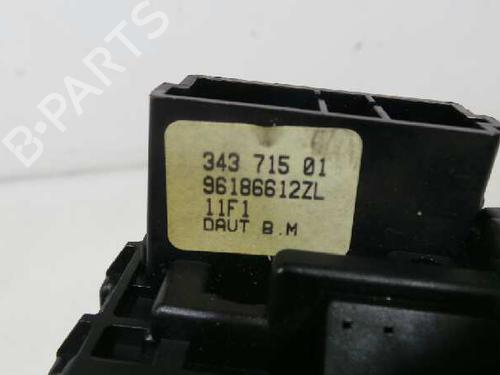 343 715 01
96186612ZL
11F1
DAUT B.M
B-PARTS